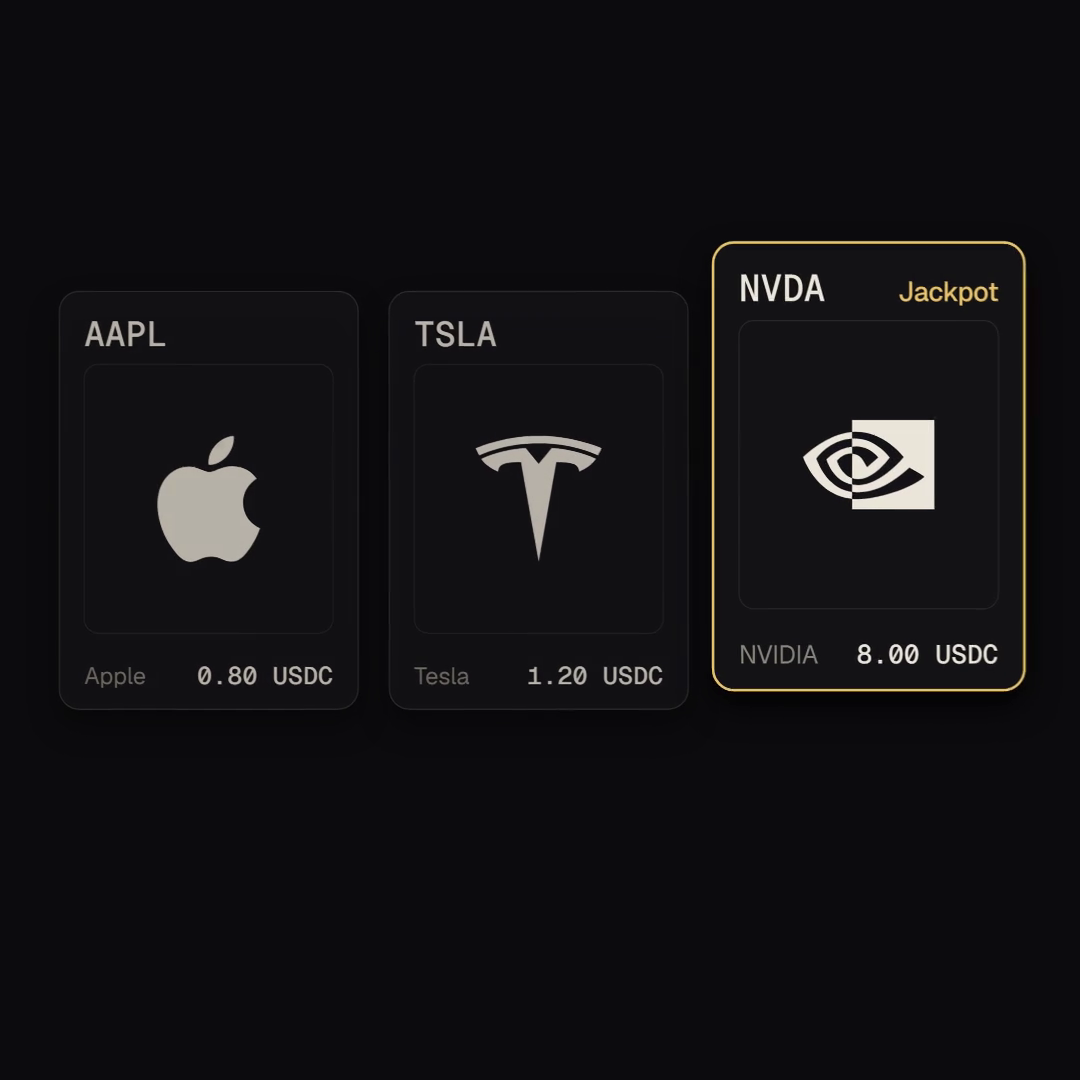 AAPL
Apple 0.80 USDC
TSLA
Tesla 1.20 USDC
NVDA Jackpot
NVIDIA 8.00 USDC